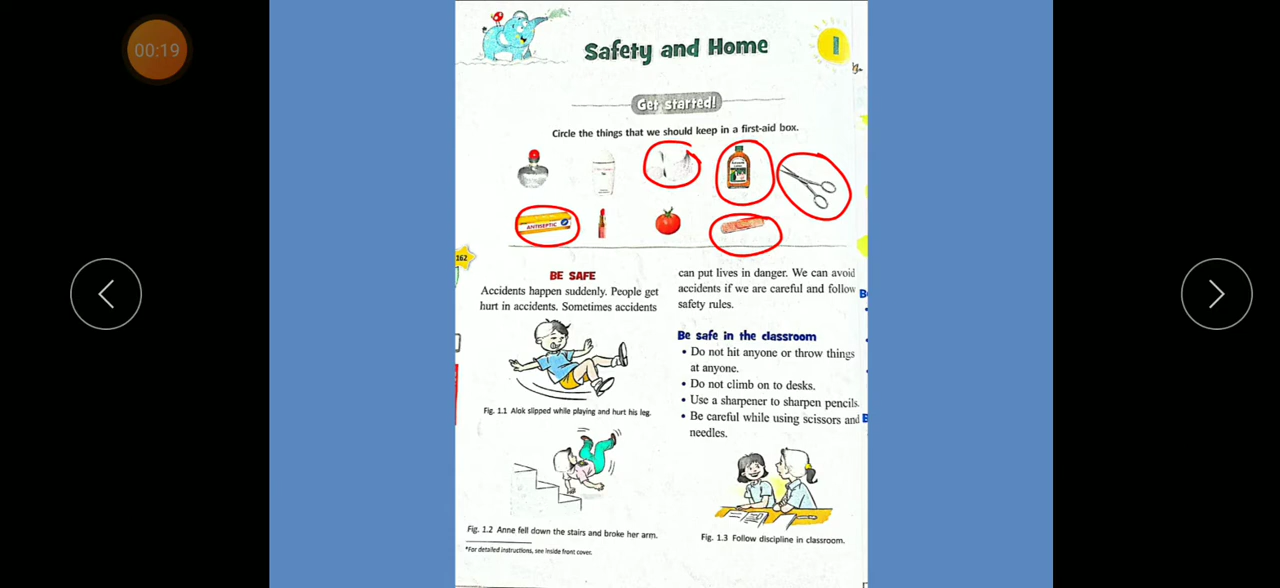 00:19
Safety and Home
1
Get started!
Circle the things that we should keep in a first-aid box.
ANTISEPTIC
162
BE SAFE
Accidents happen suddenly. People get
hurt in accidents. Sometimes accidents
Fig. 1.1 Alok slipped while playing and hurt his leg.
Fig. 1.2 Anne fell down the stairs and broke her arm.
*For detailed instructions, see inside front cover.
can put lives in danger. We can avoid
accidents if we are careful and follow
safety rules.
Be safe in the classroom
• Do not hit anyone or throw things
at anyone.
• Do not climb on to desks.
• Use a sharpener to sharpen pencils.
• Be careful while using scissors and
needles.
Fig. 1.3 Follow discipline in classroom.